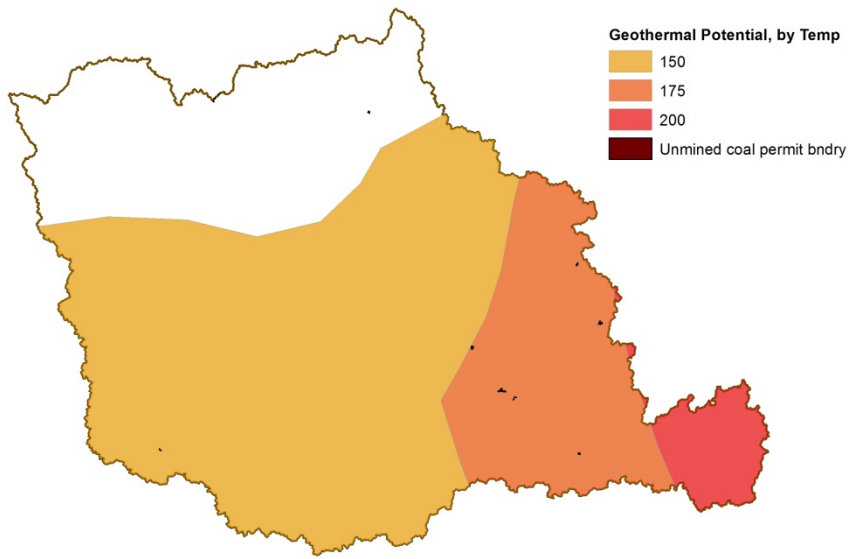 Geothermal Potential, by Temp
150
175
200
Unmined coal permit bndry